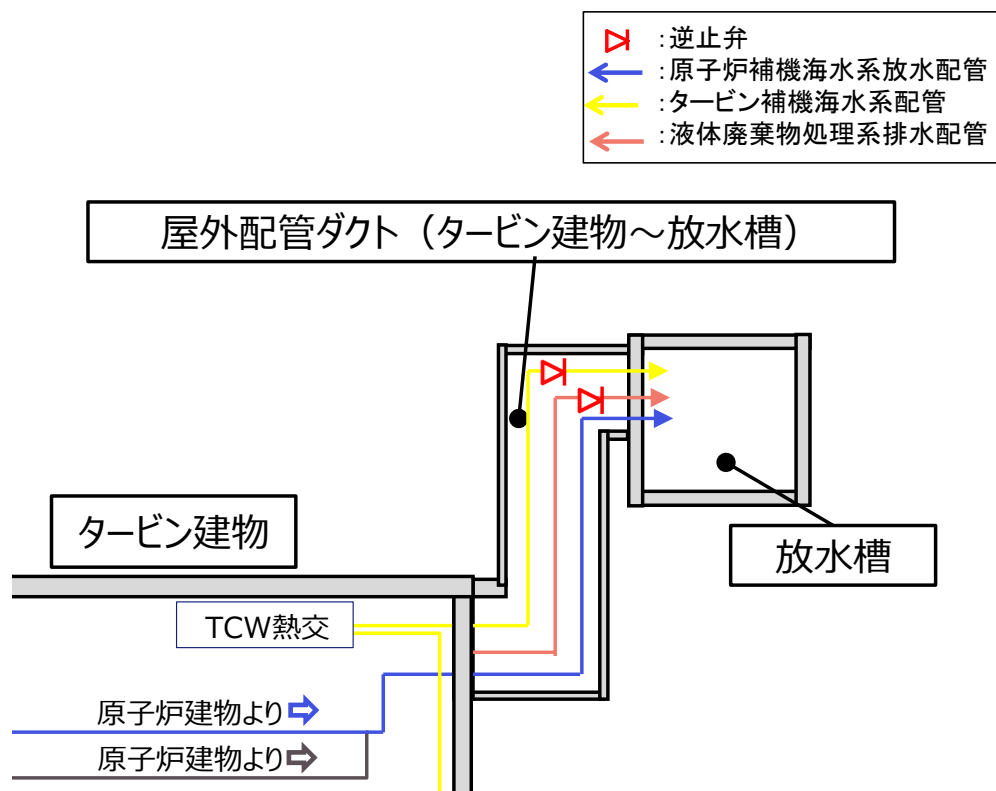 ：逆止弁
：原子炉補機海水系放水配管
：タービン補機海水系配管
：液体廃棄物処理系排水配管
屋外配管ダクト（タービン建物～放水槽）
タービン建物
放水槽
TCW熱交
原子炉建物より
原子炉建物より